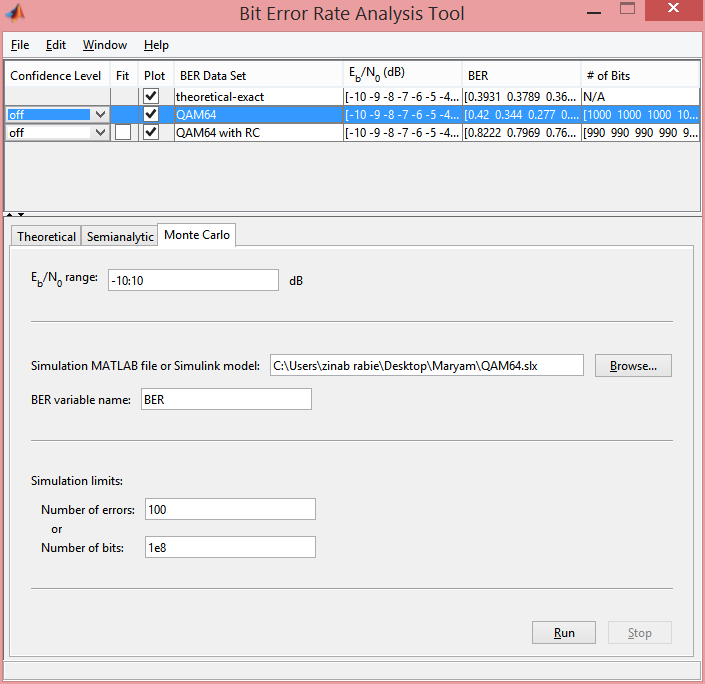 Bit Error Rate Analysis Tool
File Edit Window Help
Confidence Level Fit Plot BER Data Set Eb/N0 (dB) BER # of Bits
theoretical-exact [-10 -9 -8 -7 -6 -5 -4... [0.3931 0.3789 0.36... N/A
off QAM64 [-10 -9 -8 -7 -6 -5 -4... [0.42 0.344 0.277 0.... [1000 1000 1000 10...
off QAM64 with RC [-10 -9 -8 -7 -6 -5 -4... [0.8222 0.7969 0.76... [990 990 990 990 9...
Theoretical Semianalytic Monte Carlo
Eb/N0 range: -10:10 dB
Simulation MATLAB file or Simulink model: C:\Users\zinab rabie\Desktop\Maryam\QAM64.slx Browse...
BER variable name: BER
Simulation limits:
Number of errors: 100
or
Number of bits: 1e8
Run Stop